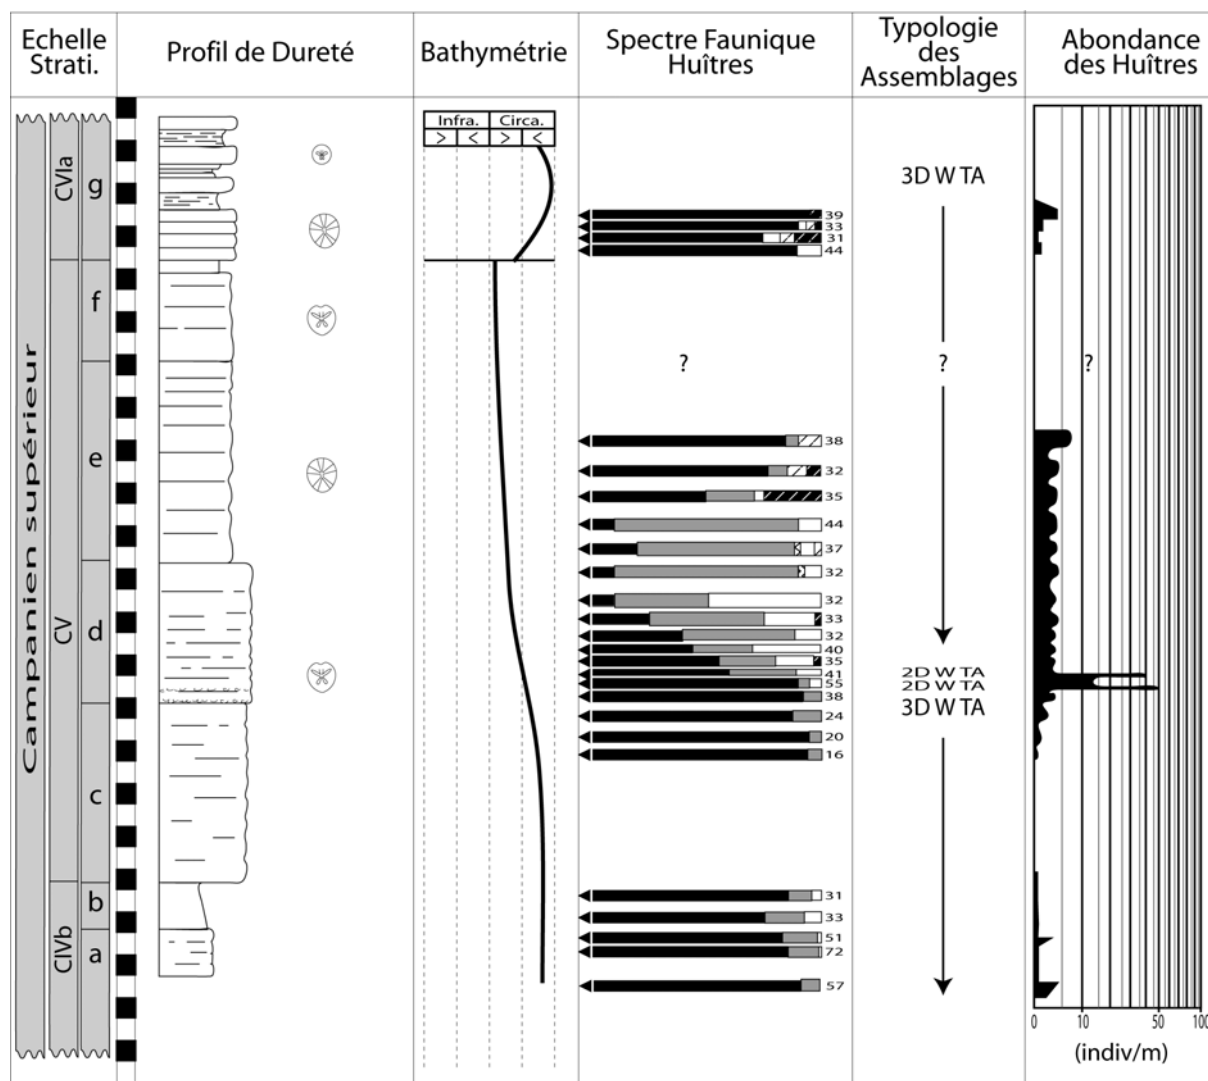 Echelle
Strati.
Profil de Dureté
Bathymétrie
Spectre Faunique
Huîtres
Typologie
des
Assemblages
Abondance
des Huîtres
Campanien supérieur
CVIa
CV
CIVb
g
f
e
d
c
b
a
Infra. Circa.
> < > <
39
33
31
44
?
38
32
35
44
37
32
32
33
32
40
35
41
55
38
24
20
16
31
33
51
72
57
3D W TA
?
2D W TA
2D W TA
3D W TA
?
0 10 50 100
(indiv/m)